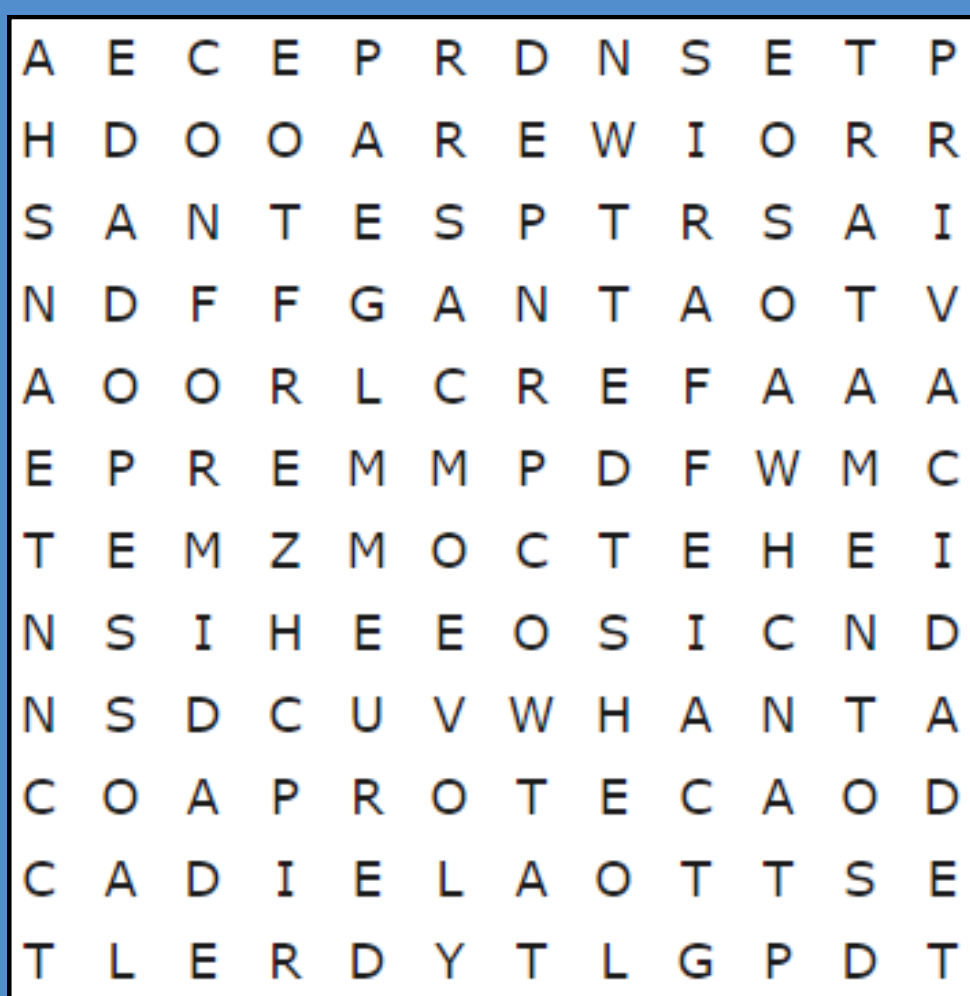 A E C E P R D N S E T P
H D O O A R E W I O R R
S A N T E S P T R S A I
N D F F G A N T A O T V
A O O R L C R E F A A A
E P R E M M P D F W M C
T E M Z M O C T E H E I
N S I H E E O S I C N D
N S D C U V W H A N T A
C O A P R O T E C A O D
C A D I E L A O T T S E
T L E R D Y T L G P D T